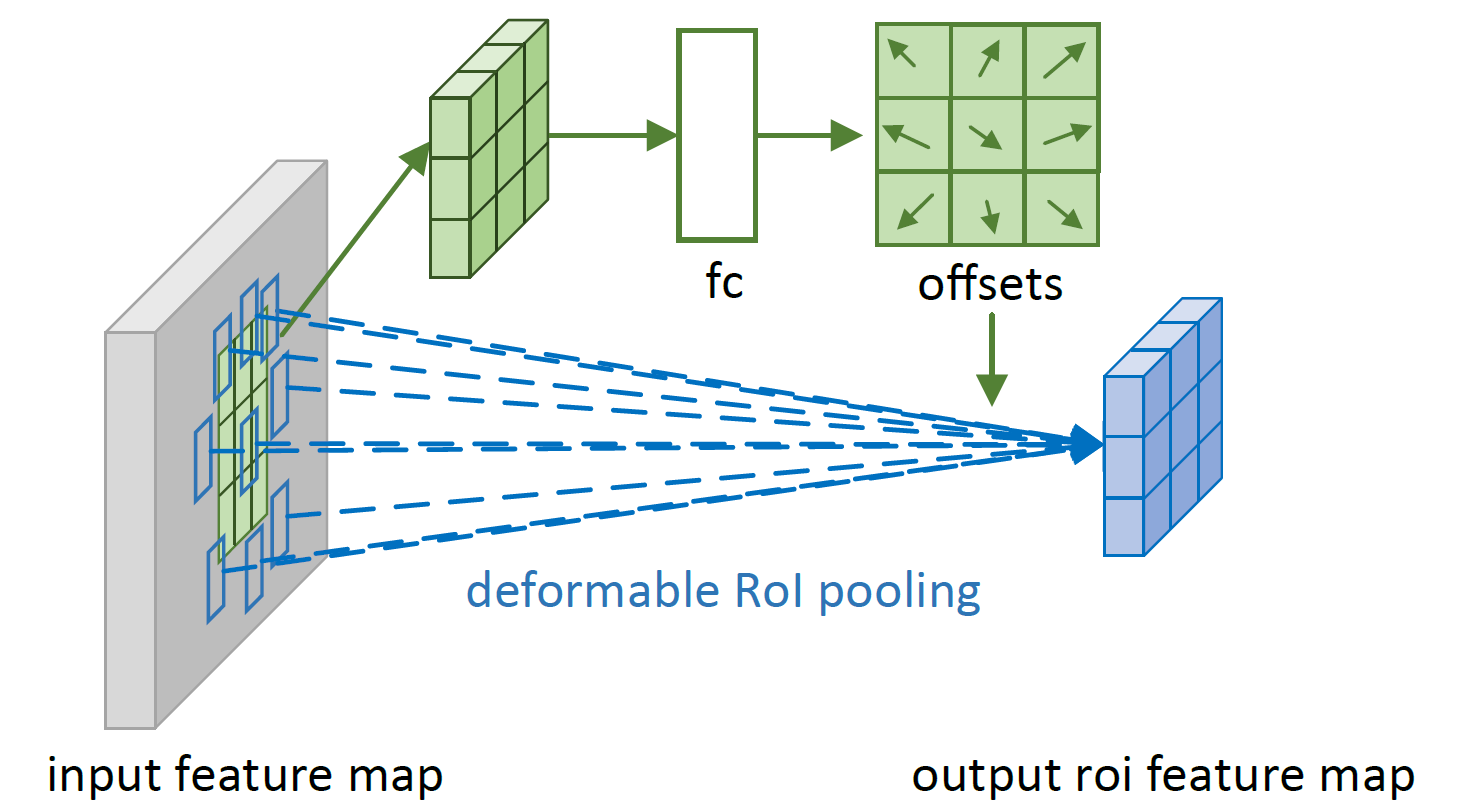 fc
offsets
deformable RoI pooling
input feature map
output roi feature map